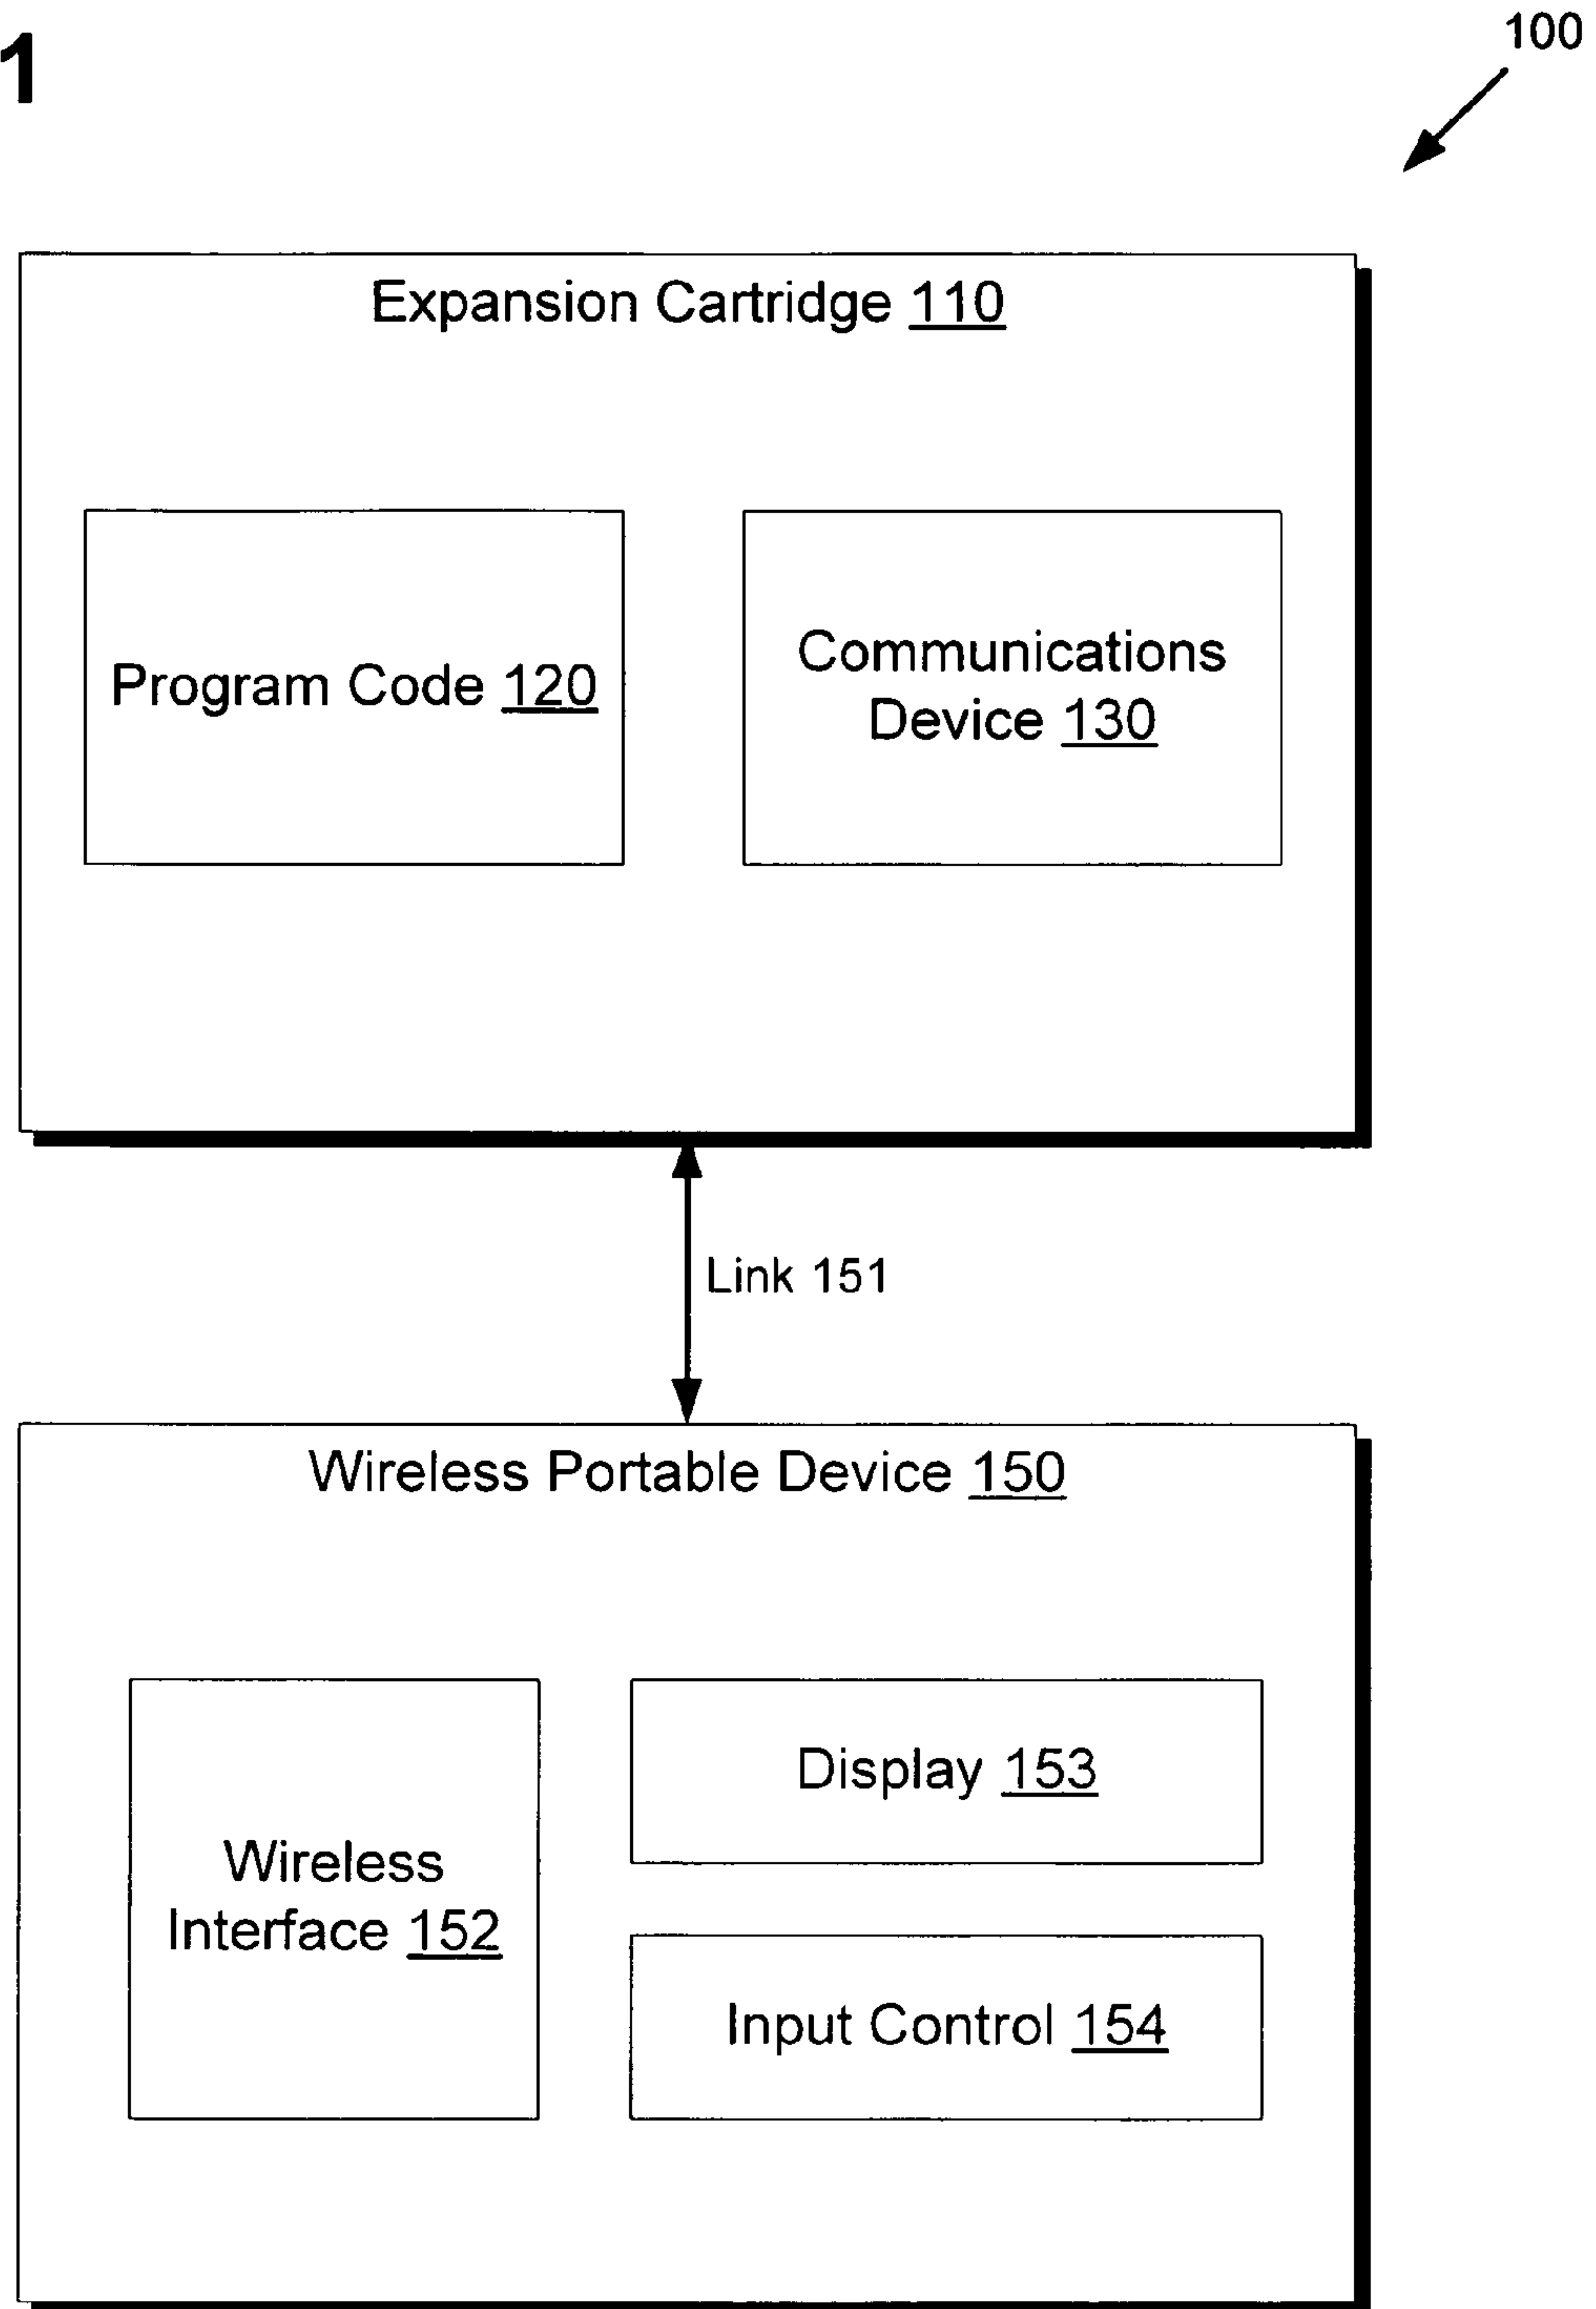 1
100
Expansion Cartridge 110
Program Code 120
Communications
Device 130
Link 151
Wireless Portable Device 150
Wireless
Interface 152
Display 153
Input Control 154